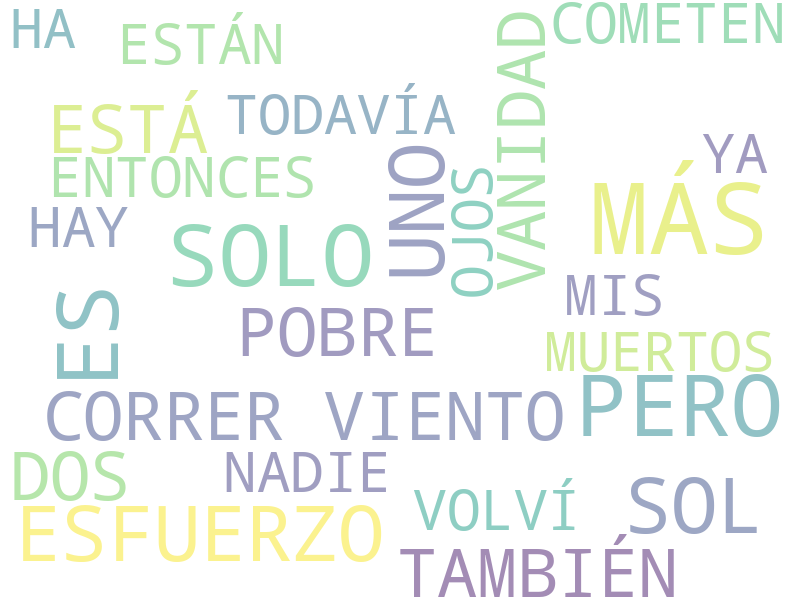 HA
ESTÁN
COMETEN
VANIDAD
ESTÁ
TODAVÍA
YA
ENTONCES
UNO
OJOS
MÁS
HAY
SOLO
ES
MIS
POBRE
MUERTOS
CORRER VIENTO
PERO
DOS
NADIE
VOLVÍ
SOL
ESFUERZO
TAMBIÉN